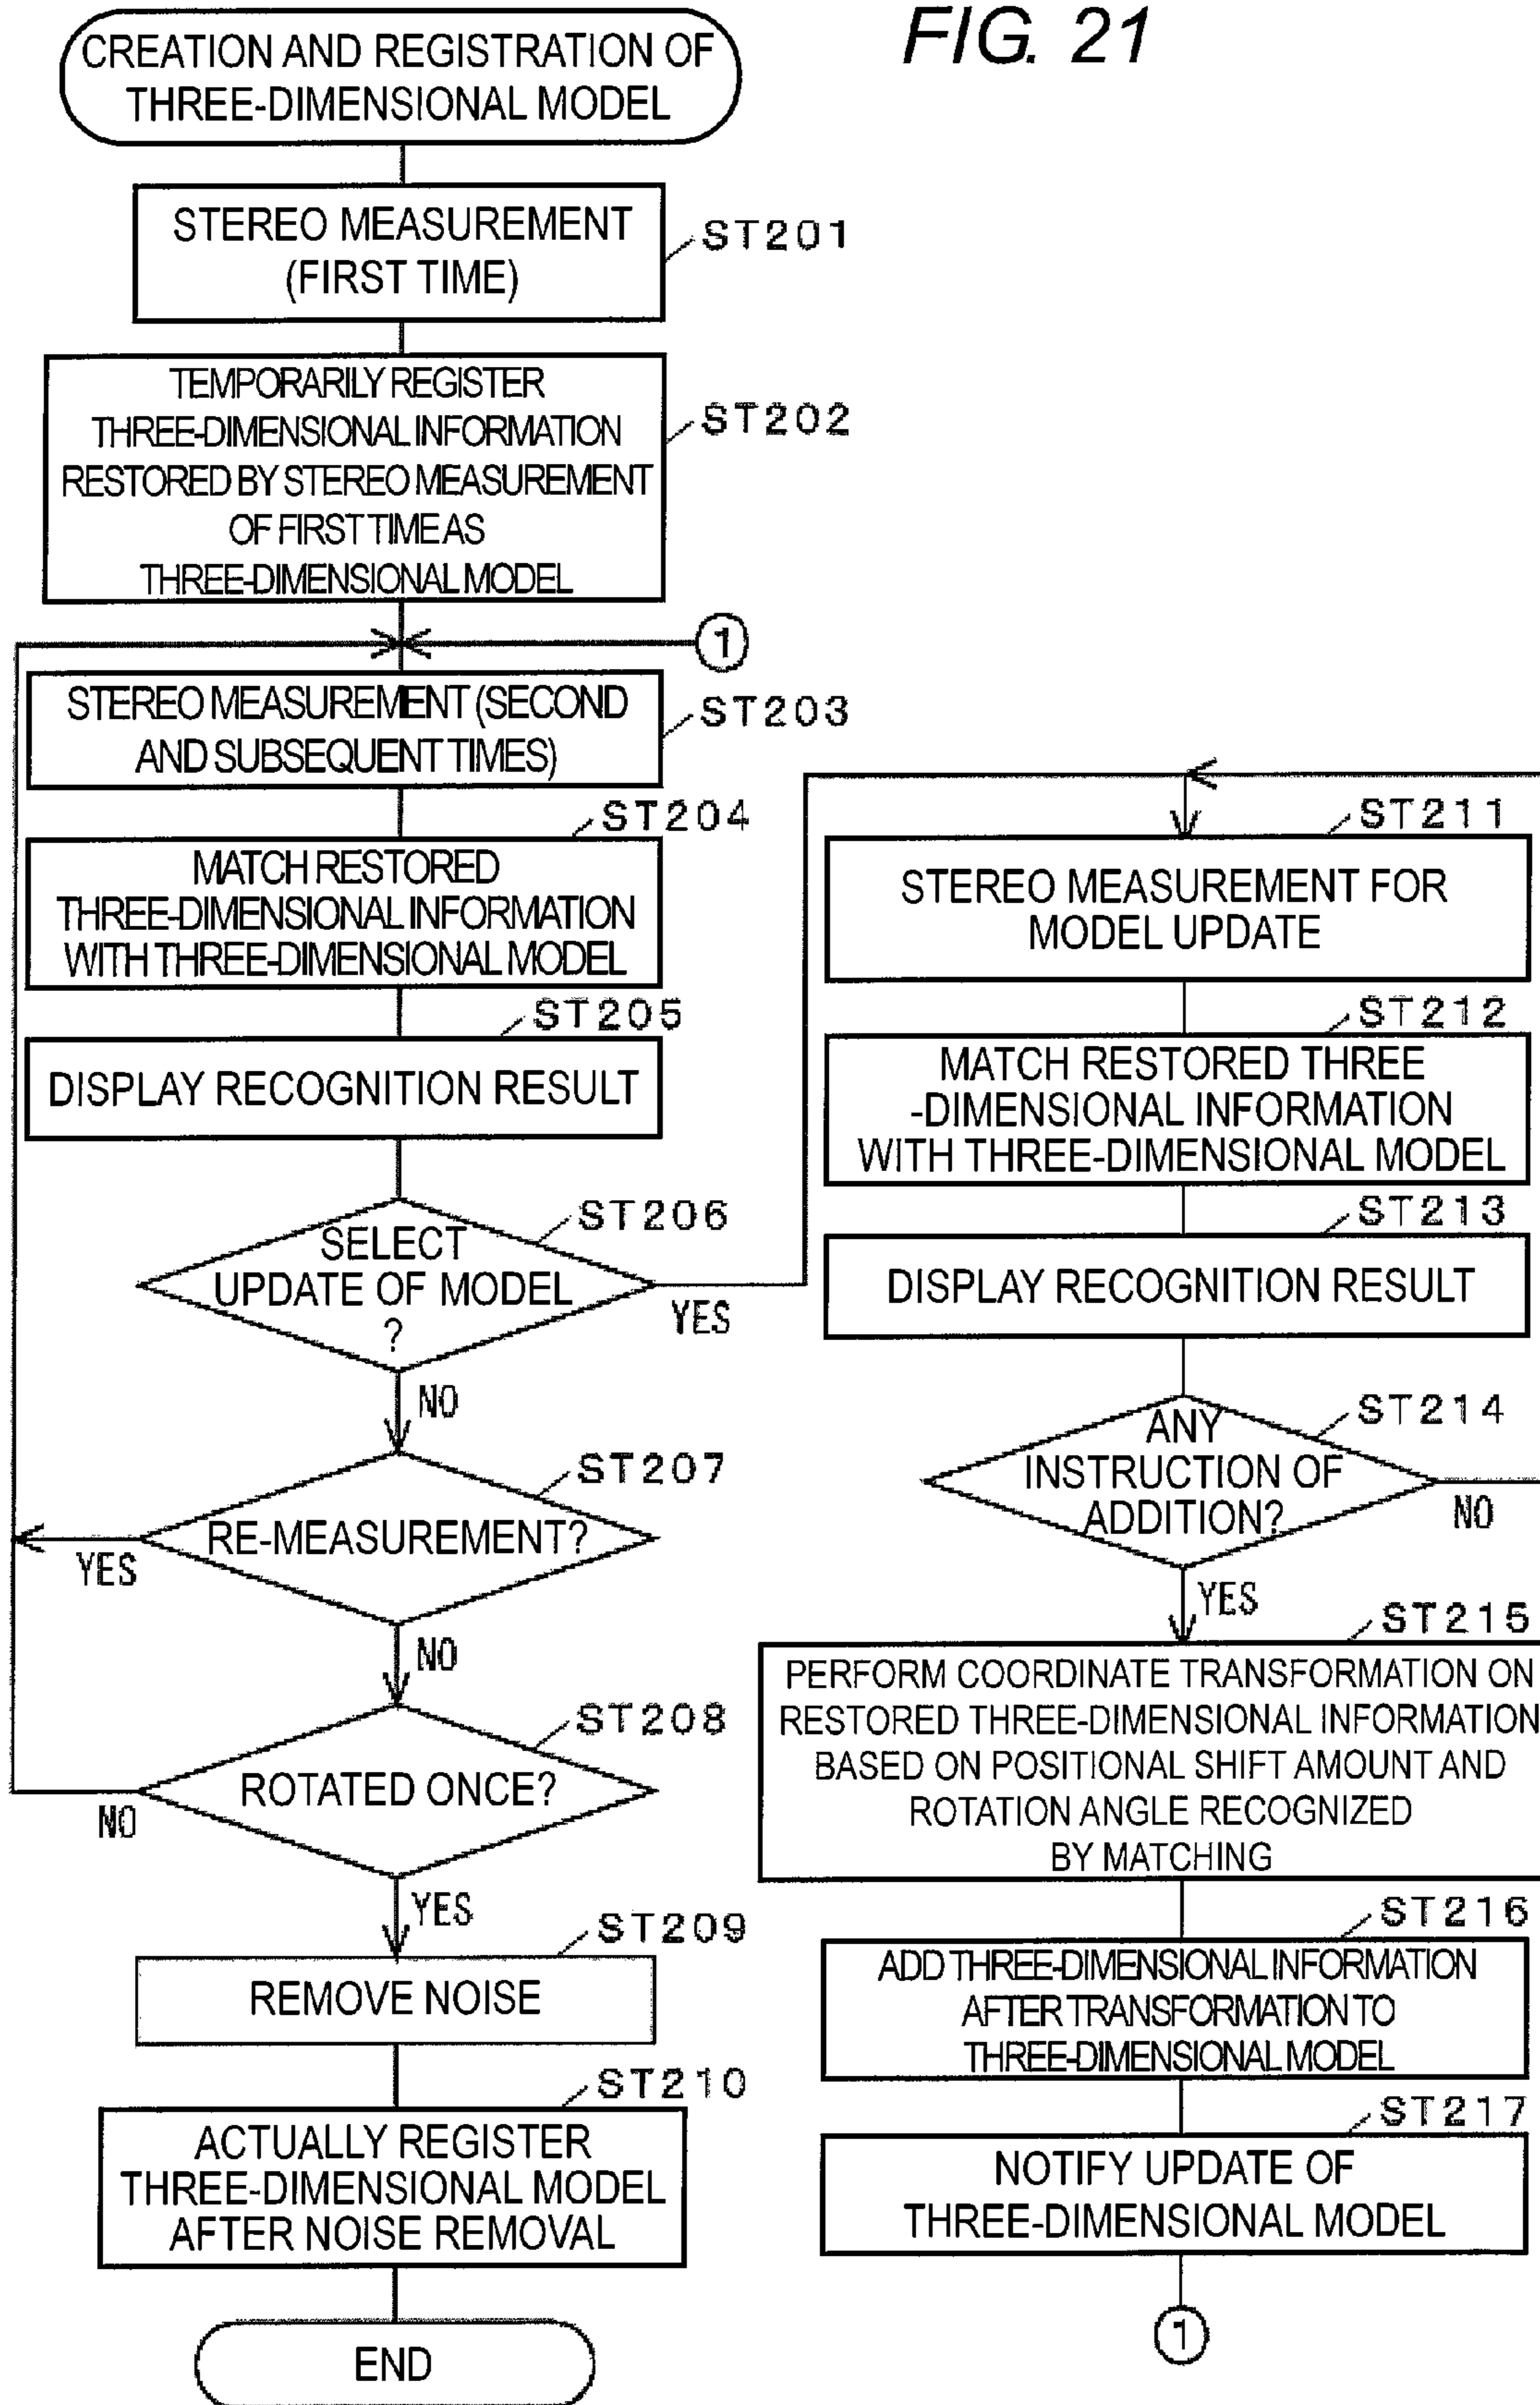 FIG. 21
CREATION AND REGISTRATION OF
THREE-DIMENSIONAL MODEL
STEREO MEASUREMENT
(FIRST TIME)
ST201
TEMPORARILY REGISTER
THREE-DIMENSIONAL INFORMATION
RESTORED BY STEREO MEASUREMENT
OF FIRST TIME AS
THREE-DIMENSIONAL MODEL
ST202
1
STEREO MEASUREMENT (SECOND
AND SUBSEQUENT TIMES)
ST203
ST204
MATCH RESTORED
THREE-DIMENSIONAL INFORMATION
WITH THREE-DIMENSIONAL MODEL
ST205
DISPLAY RECOGNITION RESULT
ST206
SELECT
UPDATE OF MODEL
?
YES
NO
ST207
RE-MEASUREMENT?
YES
NO
ST208
ROTATED ONCE?
NO
YES
ST209
REMOVE NOISE
ST210
ACTUALLY REGISTER
THREE-DIMENSIONAL MODEL
AFTER NOISE REMOVAL
END
ST211
STEREO MEASUREMENT FOR
MODEL UPDATE
ST212
MATCH RESTORED THREE
-DIMENSIONAL INFORMATION
WITH THREE-DIMENSIONAL MODEL
ST213
DISPLAY RECOGNITION RESULT
ST214
ANY
INSTRUCTION OF
ADDITION?
NO
YES
ST215
PERFORM COORDINATE TRANSFORMATION ON
RESTORED THREE-DIMENSIONAL INFORMATION
BASED ON POSITIONAL SHIFT AMOUNT AND
ROTATION ANGLE RECOGNIZED
BY MATCHING
ST216
ADD THREE-DIMENSIONAL INFORMATION
AFTER TRANSFORMATION TO
THREE-DIMENSIONAL MODEL
ST217
NOTIFY UPDATE OF
THREE-DIMENSIONAL MODEL
1